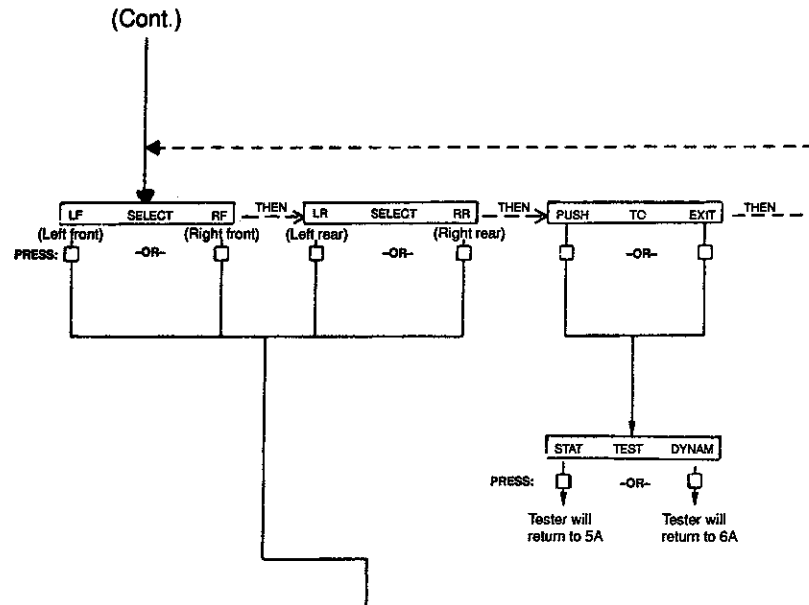 (Cont.)
LF SELECT RF THEN LR SELECT RR THEN PUSH TO EXIT THEN
(Left front) (Right front) (Left rear) (Right rear)
PRESS: -OR- -OR- -OR-
STAT TEST DYNAM
PRESS: -OR-
Tester will return to 5A
Tester will return to 6A